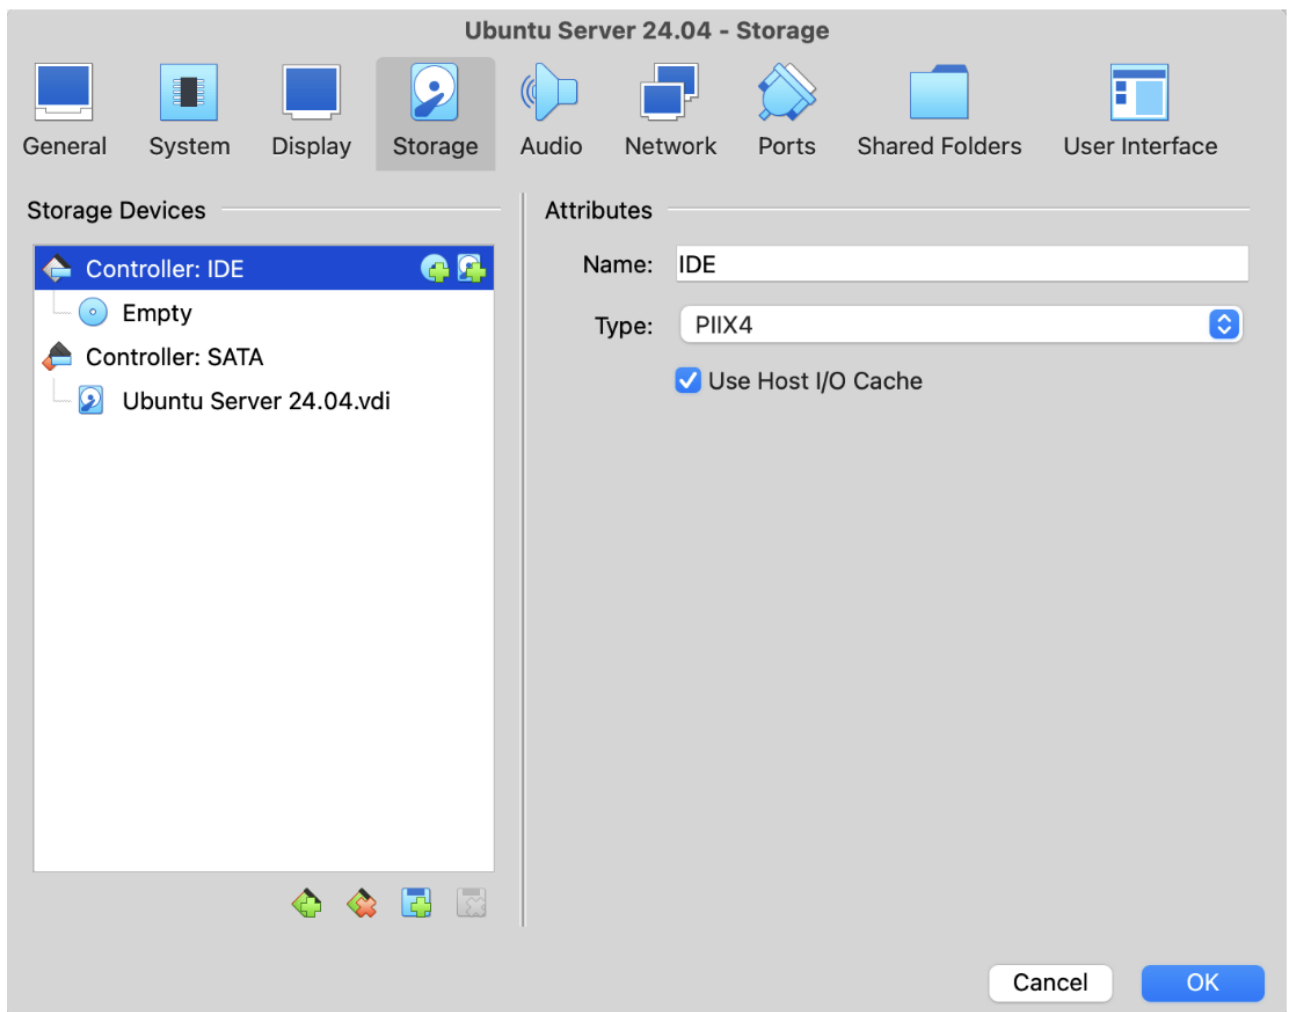 Ubuntu Server 24.04 - Storage
General System Display Storage Audio Network Ports Shared Folders User Interface
Storage Devices
Controller: IDE
Empty
Controller: SATA
Ubuntu Server 24.04.vdi
Attributes
Name: IDE
Type: PIIX4
Use Host I/O Cache
Cancel OK